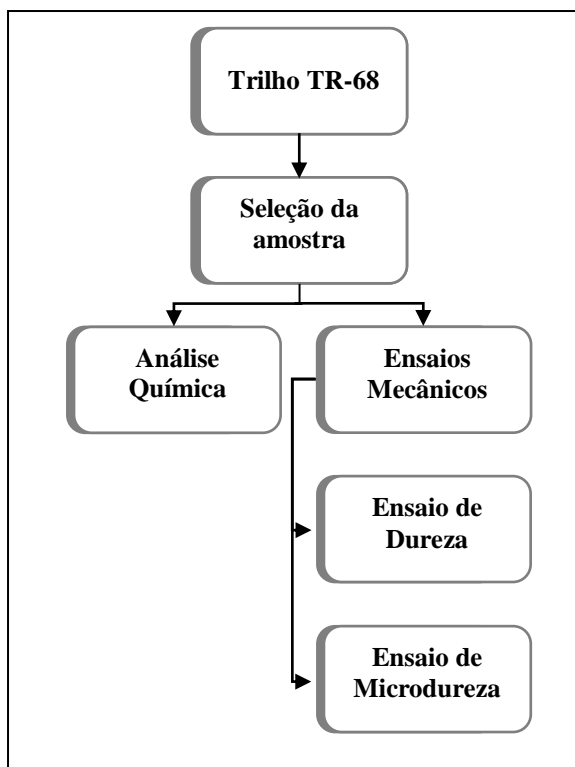 Trilho TR-68
Seleção da
amostra
Análise
Química
Ensaios
Mecânicos
Ensaio de
Dureza
Ensaio de
Microdureza